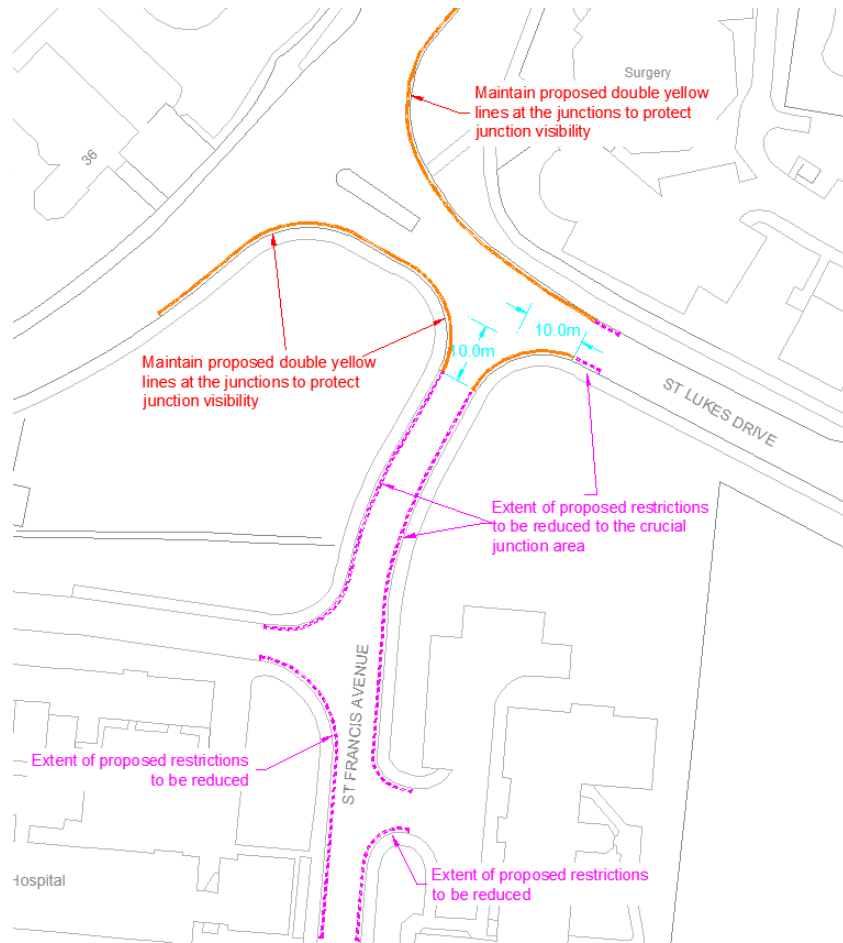 Surgery
Maintain proposed double yellow
lines at the junctions to protect
junction visibility
36
10.0m
10.0m
Maintain proposed double yellow
lines at the junctions to protect
junction visibility
ST LUKES DRIVE
Extent of proposed restrictions
to be reduced to the crucial
junction area
ST FRANCIS AVENUE
Extent of proposed restrictions
to be reduced
Extent of proposed restrictions
to be reduced
Hospital